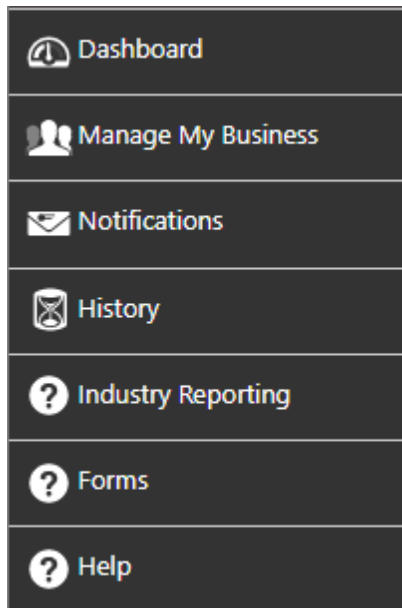 Dashboard
Manage My Business
Notifications
History
Industry Reporting
Forms
Help